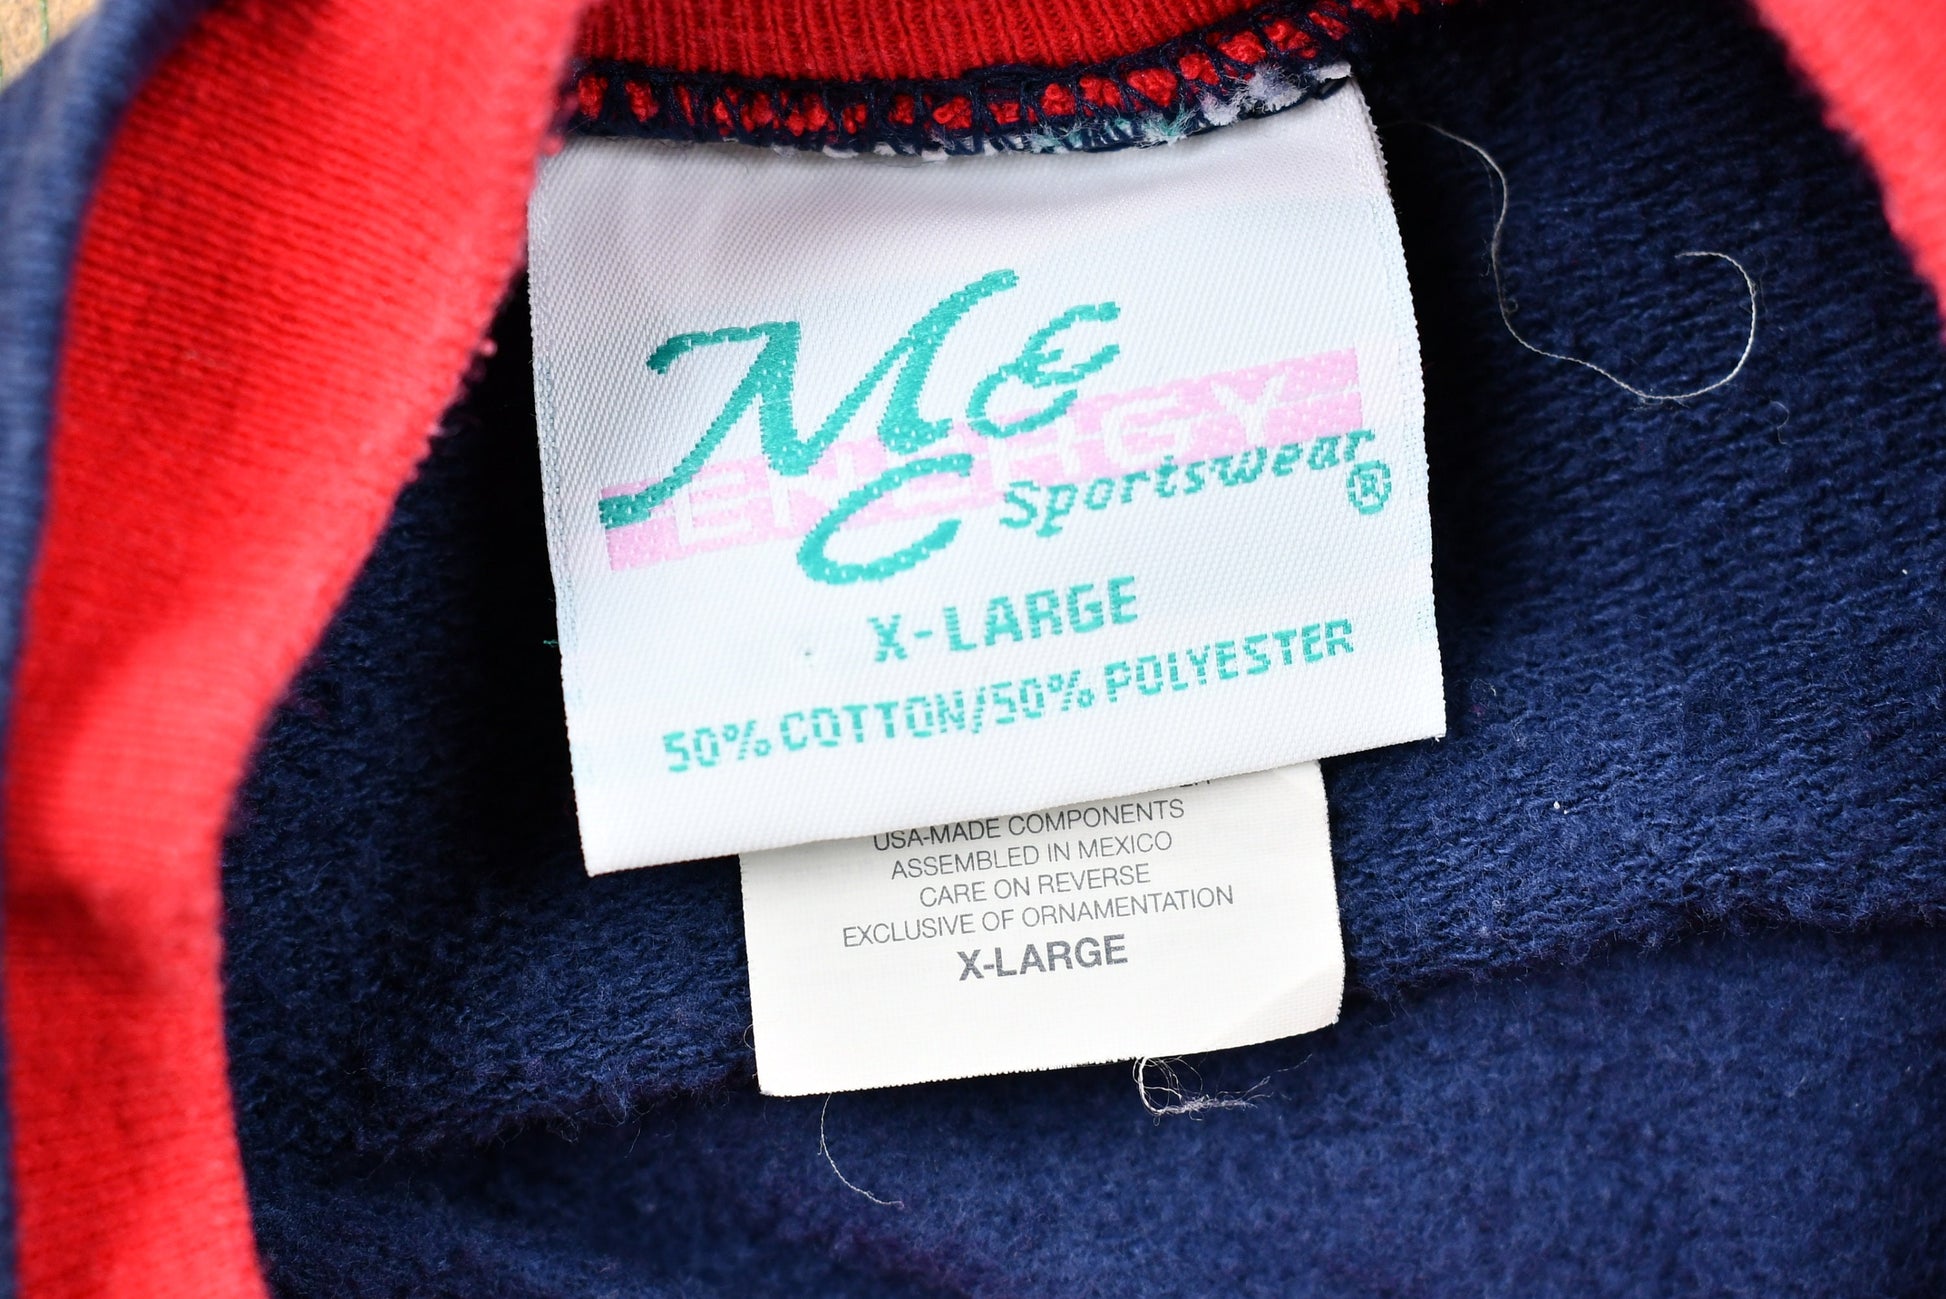 ME
ENERGY
Sportswear®
X-LARGE
50% COTTON/50% POLYESTER
USA-MADE COMPONENTS
ASSEMBLED IN MEXICO
CARE ON REVERSE
EXCLUSIVE OF ORNAMENTATION
X-LARGE